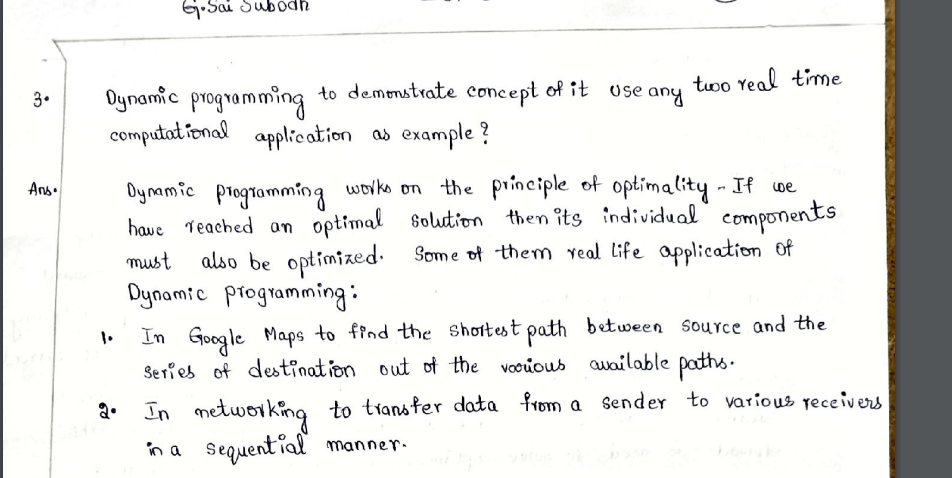 G. Sai Subodh
3. Dynamic programming to demonstrate concept of it use any two real time
computational application as example ?
Ans. Dynamic programming works on the principle of optimality - If we
have reached an optimal solution then its individual components
must also be optimized. Some of them real life application of
Dynamic programming :
1. In Google Maps to find the shortest path between source and the
series of destination out of the various available paths.
2. In networking to transfer data from a sender to various receivers
in a sequential manner.